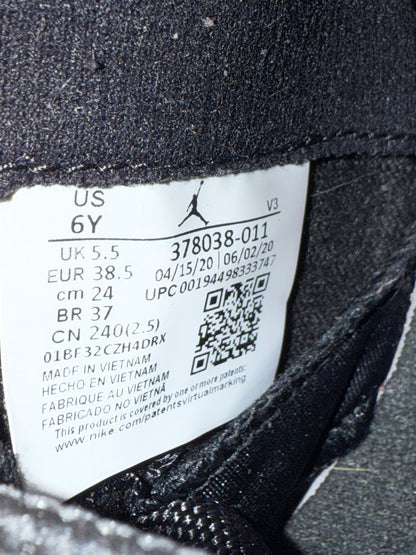 US
6Y
V3
UK 5.5
378038-011
EUR 38.5
04/15/20 | 06/02/20
cm 24
UPC 00194498333747
BR 37
CN 240(2.5)
01BF32CZH4DRX
MADE IN VIETNAM
HECHO EN VIETNAM
FABRIQUE AU VIETNAM
FABRICADO NO VIETNÃ
This product is covered by one or more patents:
www.nike.com/patentsvirtualmarking